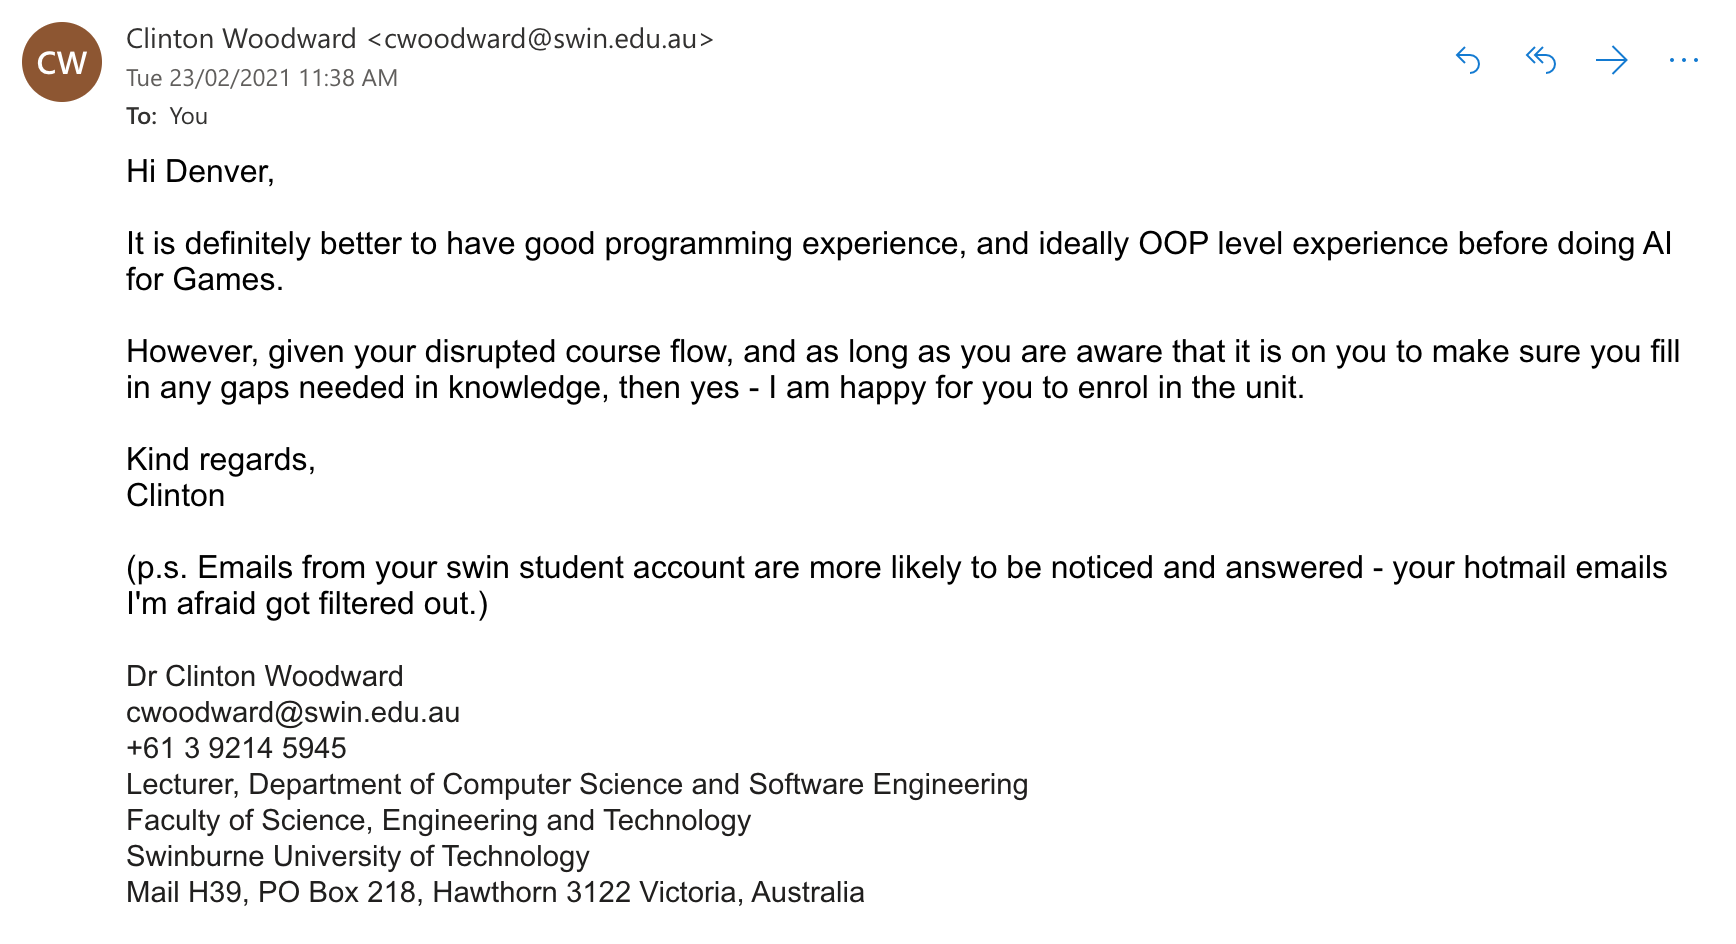 CW
Clinton Woodward <cwoodward@swin.edu.au>
Tue 23/02/2021 11:38 AM
To: You
Hi Denver,
It is definitely better to have good programming experience, and ideally OOP level experience before doing AI
for Games.
However, given your disrupted course flow, and as long as you are aware that it is on you to make sure you fill
in any gaps needed in knowledge, then yes - I am happy for you to enrol in the unit.
Kind regards,
Clinton
(p.s. Emails from your swin student account are more likely to be noticed and answered - your hotmail emails
I'm afraid got filtered out.)
Dr Clinton Woodward
cwoodward@swin.edu.au
+61 3 9214 5945
Lecturer, Department of Computer Science and Software Engineering
Faculty of Science, Engineering and Technology
Swinburne University of Technology
Mail H39, PO Box 218, Hawthorn 3122 Victoria, Australia